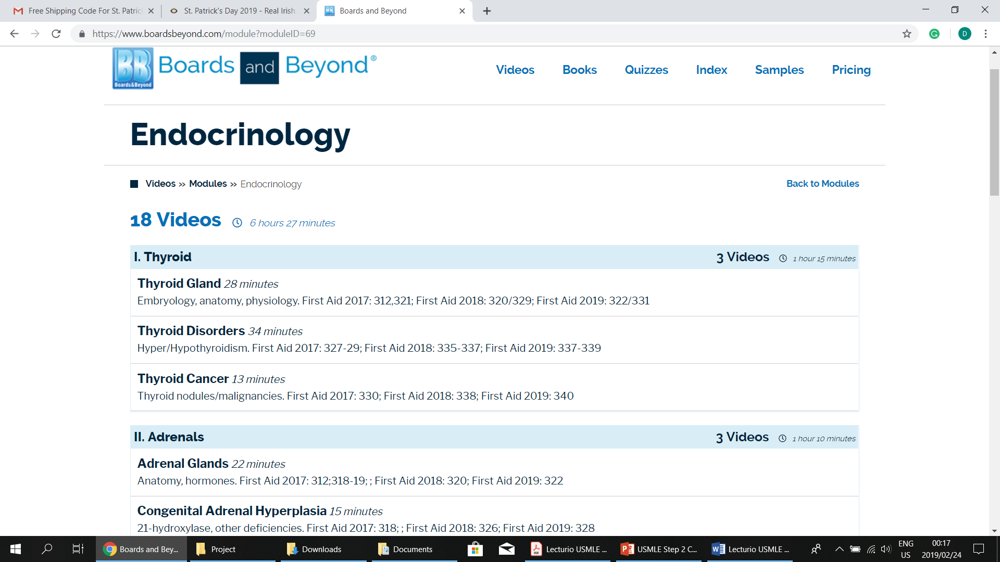 Free Shipping Code For St. Patric
St. Patrick's Day 2019 - Real Irish
Boards and Beyond
https://www.boardsbeyond.com/module?moduleID=69
D
BB
Boards&Beyond
Boards and Beyond®
Videos Books Quizzes Index Samples Pricing
Endocrinology
Videos » Modules » Endocrinology
Back to Modules
18 Videos 6 hours 27 minutes
I. Thyroid 3 Videos 1 hour 15 minutes
Thyroid Gland 28 minutes
Embryology, anatomy, physiology. First Aid 2017: 312,321; First Aid 2018: 320/329; First Aid 2019: 322/331
Thyroid Disorders 34 minutes
Hyper/Hypothyroidism. First Aid 2017: 327-29; First Aid 2018: 335-337; First Aid 2019: 337-339
Thyroid Cancer 13 minutes
Thyroid nodules/malignancies. First Aid 2017: 330; First Aid 2018: 338; First Aid 2019: 340
II. Adrenals 3 Videos 1 hour 10 minutes
Adrenal Glands 22 minutes
Anatomy, hormones. First Aid 2017: 312;318-19; ; First Aid 2018: 320; First Aid 2019: 322
Congenital Adrenal Hyperplasia 15 minutes
21-hydroxylase, other deficiencies. First Aid 2017: 318; ; First Aid 2018: 326; First Aid 2019: 328
Boards and Bey...
Project
Downloads
Documents
Lecturio USMLE ...
USMLE Step 2 C...
Lecturio USMLE ...
ENG
US
00:17
2019/02/24